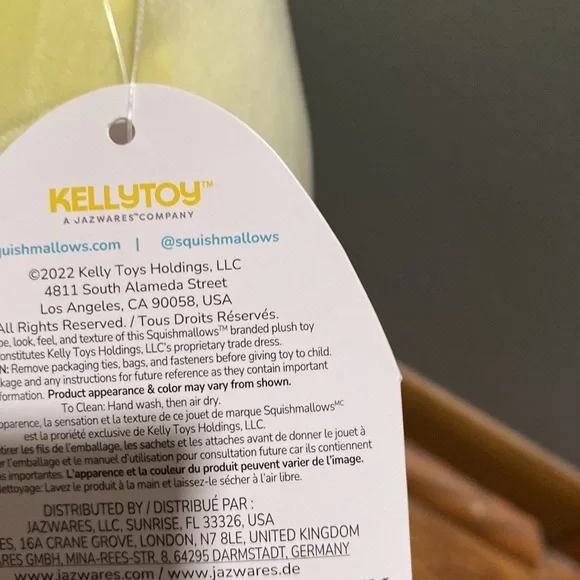 KELLYTOY™
A JAZWARES™ COMPANY
quishmallows.com | @squishmallows
©2022 Kelly Toys Holdings, LLC
4811 South Alameda Street
Los Angeles, CA 90058, USA
All Rights Reserved. / Tous Droits Réservés.
pe, look, feel, and texture of this Squishmallows™ branded plush toy
onstitutes Kelly Toys Holdings, LLC's proprietary trade dress.
N: Remove packaging ties, bags, and fasteners before giving toy to child.
kage and any instructions for future reference as they contain important
formation. Product appearance & color may vary from shown.
To Clean: Hand wash, then air dry.
pparence, la sensation et la texture de ce jouet de marque Squishmallowsᴹᶜ
est la proriété exclusive de Kelly Toys Holdings, LLC.
etirer les fils de l'emballage, les sachets et les attaches avant de donner le jouet à
er l'emballage et le manuel d'utilisation pour consultation future car ils contiennent
s importantes. L'apparence et la couleur du produit peuvent varier de l'image.
Nettoyage: Lavez le produit à la main et laissez-le sécher à l'air libre.
DISTRIBUTED BY / DISTRIBUÉ PAR :
JAZWARES, LLC, SUNRISE, FL 33326, USA
ES, 16A CRANE GROVE, LONDON, N7 8LE, UNITED KINGDOM
RES GMBH, MINA-REES-STR. 8, 64295 DARMSTADT, GERMANY
www.jazwares.com / www.jazwares.de